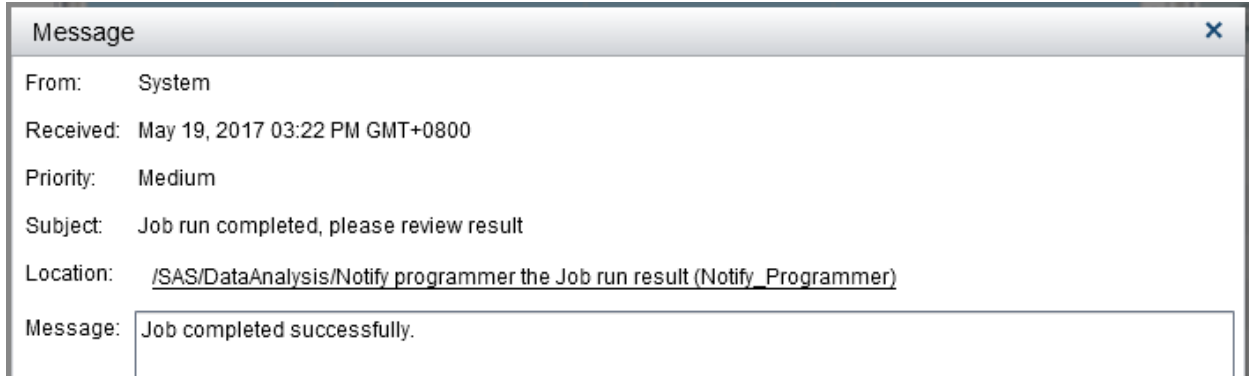 Message
From: System
Received: May 19, 2017 03:22 PM GMT+0800
Priority: Medium
Subject: Job run completed, please review result
Location: /SAS/DataAnalysis/Notify programmer the Job run result (Notify_Programmer)
Message: Job completed successfully.